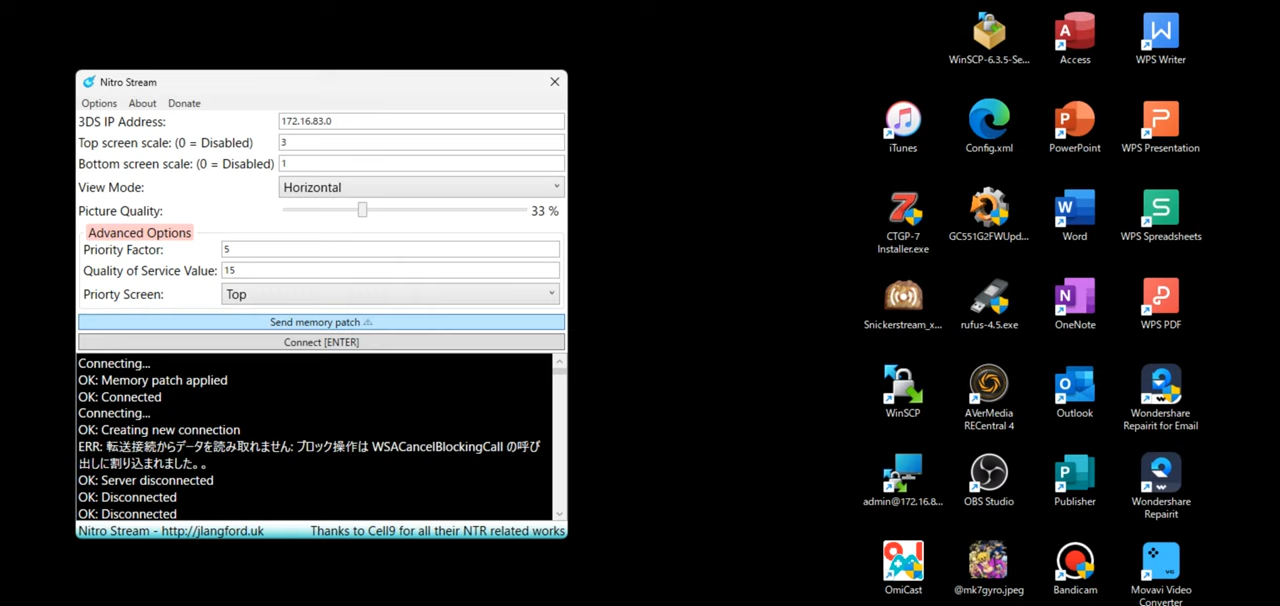 Nitro Stream
Options About Donate
3DS IP Address: 172.16.83.0
Top screen scale: (0 = Disabled) 3
Bottom screen scale: (0 = Disabled) 1
View Mode: Horizontal
Picture Quality: 33 %
Advanced Options
Priority Factor: 5
Quality of Service Value: 15
Priorty Screen: Top
Send memory patch ⚠
Connect [ENTER]
Connecting...
OK: Memory patch applied
OK: Connected
Connecting...
OK: Creating new connection
ERR: 転送接続からデータを読み取れません: ブロック操作は WSACancelBlockingCall の呼び
出しに割り込まれました。。
OK: Server disconnected
OK: Disconnected
OK: Disconnected
Nitro Stream - http://jlangford.uk Thanks to Cell9 for all their NTR related works
WinSCP-6.3.5-Se...
Access
WPS Writer
iTunes
Config.xml
PowerPoint
WPS Presentation
CTGP-7
Installer.exe
GC551G2FWUpd...
Word
WPS Spreadsheets
Snickerstream_x...
rufus-4.5.exe
OneNote
WPS PDF
WinSCP
AVerMedia
RECentral 4
Outlook
Wondershare
Repairit for Email
admin@172.16.8...
OBS Studio
Publisher
Wondershare
Repairit
OmiCast
@mk7gyro.jpeg
Bandicam
Movavi Video
Converter